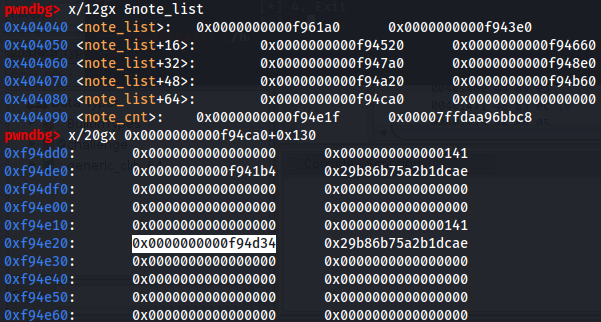 [*] 4. Exit
pwndbg> x/12gx &note_list
0x404040 <note_list>: 0x0000000000f961a0 0x0000000000f943e0
0x404050 <note_list+16>: 0x0000000000f94520 0x0000000000f94660
0x404060 <note_list+32>: 0x0000000000f947a0 0x0000000000f948e0
0x404070 <note_list+48>: 0x0000000000f94a20 0x0000000000f94b60
0x404080 <note_list+64>: 0x0000000000f94ca0 0x0000000000000000
0x404090 <note_cnt>: 0x0000000000f94e1f 0x00007ffdaa96bbc8
pwndbg> x/20gx 0x0000000000f94ca0+0x130
0xf94dd0: 0x0000000000000000 0x0000000000000141
0xf94de0: 0x0000000000f941b4 0x29b86b75a2b1dcae
0xf94df0: 0x0000000000000000 0x0000000000000000
0xf94e00: 0x0000000000000000 0x0000000000000000
0xf94e10: 0x0000000000000000 0x0000000000000141
0xf94e20: 0x0000000000f94d34 0x29b86b75a2b1dcae
0xf94e30: 0x0000000000000000 0x0000000000000000
0xf94e40: 0x0000000000000000 0x0000000000000000
0xf94e50: 0x0000000000000000 0x0000000000000000
0xf94e60: 0x0000000000000000 0x0000000000000000